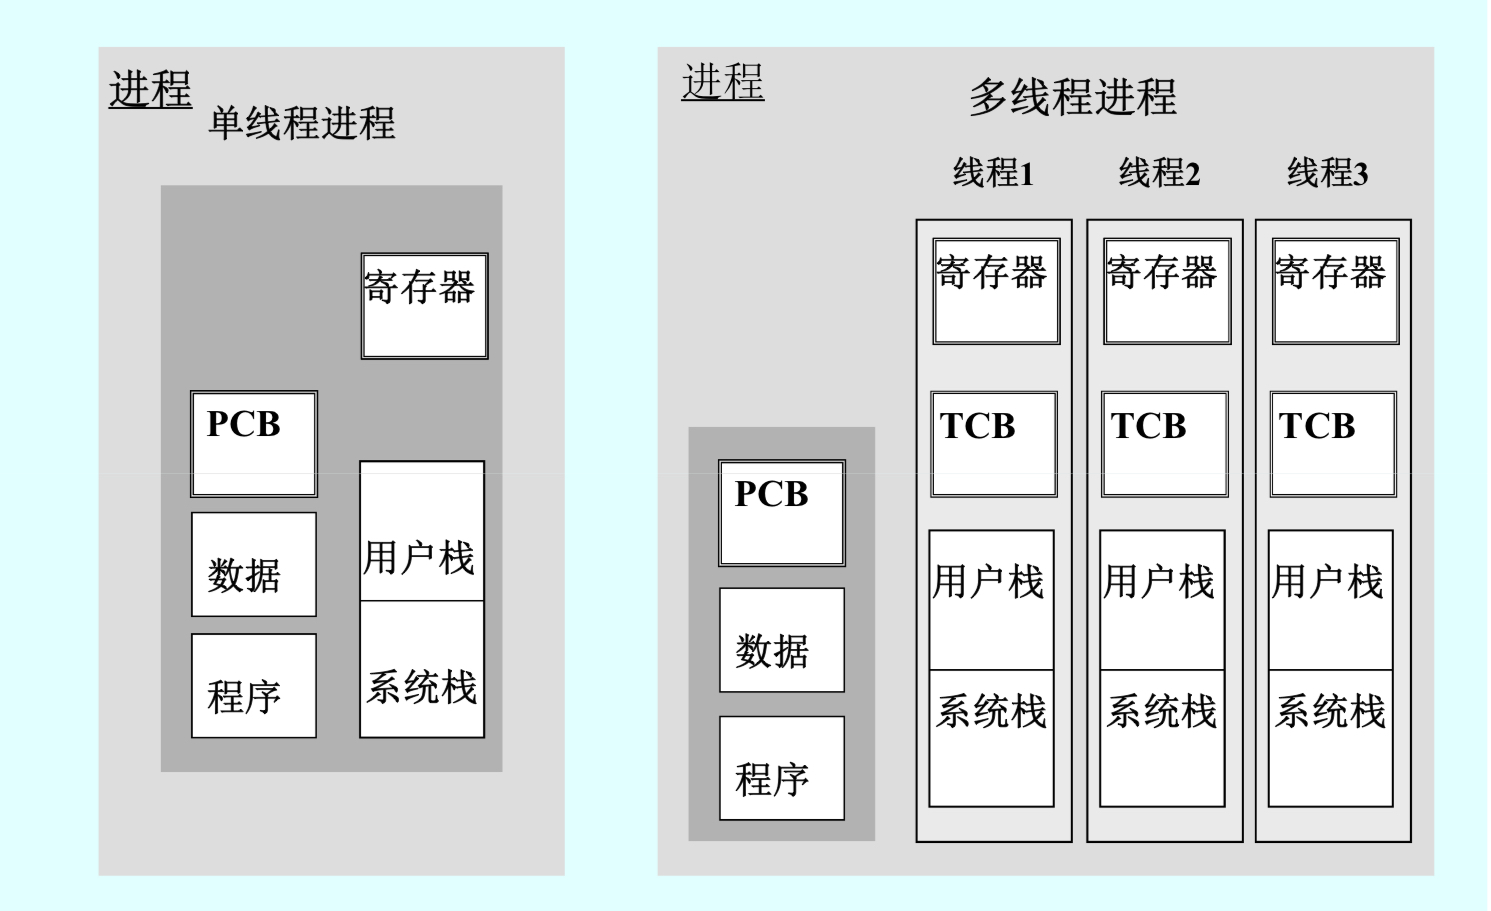 进程
单线程进程
寄存器
PCB
数据
用户栈
程序
系统栈
进程
多线程进程
线程1
线程2
线程3
寄存器
寄存器
寄存器
TCB
TCB
TCB
PCB
用户栈
用户栈
用户栈
数据
系统栈
系统栈
系统栈
程序